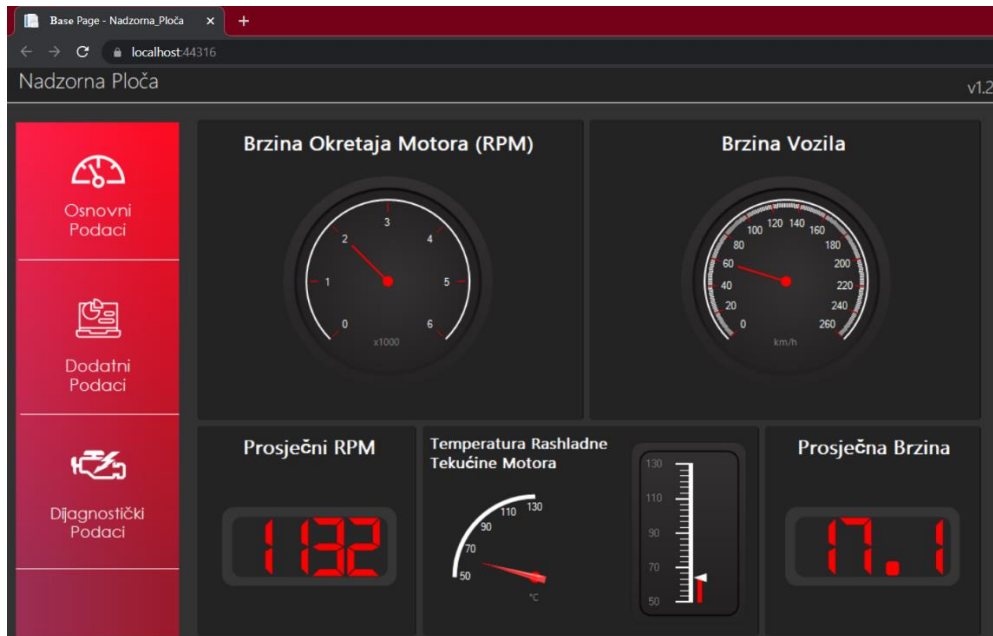 Base Page - Nadzorna_Ploča
localhost:44316
Nadzorna Ploča
v1.2
Osnovni
Podaci
Dodatni
Podaci
Dijagnostički
Podaci
Brzina Okretaja Motora (RPM)
0
1
2
3
4
5
6
x1000
Brzina Vozila
0
20
40
60
80
100
120
140
160
180
200
220
240
260
km/h
Prosječni RPM
1132
Temperatura Rashladne
Tekućine Motora
50
70
90
110
130
°C
130
110
90
70
50
Prosječna Brzina
17.1